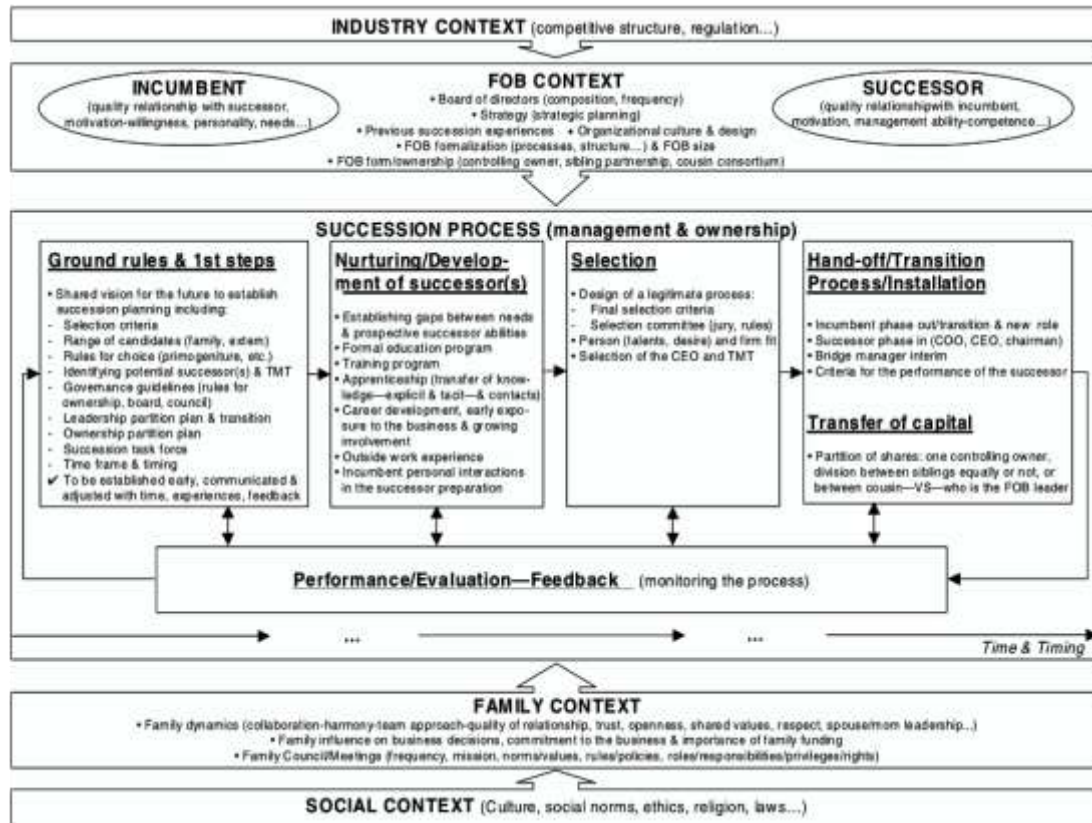 INDUSTRY CONTEXT (competitive structure, regulation...)
INCUMBENT
(quality relationship with successor,
motivation-willingness, personality, needs...)
FOB CONTEXT
• Board of directors (composition, frequency)
• Strategy (strategic planning)
• Previous succession experiences • Organizational culture & design
• FOB formalization (processes, structure...) & FOB size
• FOB form/ownership (controlling owner, sibling partnership, cousin consortium)
SUCCESSOR
(quality relationshipwith incumbent,
motivation, management ability-competence...)
SUCCESSION PROCESS (management & ownership)
Ground rules & 1st steps
• Shared vision for the future to establish
succession planning including:
- Selection criteria
- Range of candidates (family, extern)
- Rules for choice (primogeniture, etc.)
- Identifying potential successor(s) & TMT
- Governance guidelines (rules for
ownership, board, council)
- Leadership partition plan & transition
- Ownership partition plan
- Succession task force
- Time frame & timing
✔ To be established early, communicated &
adjusted with time, experiences, feedback
Nurturing/Develop-
ment of successor(s)
• Establishing gaps between needs
& prospective successor abilities
• Formal education program
• Training program
• Apprenticeship (transfer of know-
ledge—explicit & tacit—& contacts)
• Career development, early expo-
sure to the business & growing
involvement
• Outside work experience
• Incumbent personal interactions
in the successor preparation
Selection
• Design of a legitimate process:
- Final selection criteria
- Selection committee (jury, rules)
• Person (talents, desire) and firm fit
• Selection of the CEO and TMT
Hand-off/Transition
Process/Installation
• Incumbent phase out/transition & new role
• Successor phase in (COO, CEO, chairman)
• Bridge manager interim
• Criteria for the performance of the successor
Transfer of capital
• Partition of shares: one controlling owner,
division between siblings equally or not, or
between cousin—VS—who is the FOB leader
Performance/Evaluation—Feedback (monitoring the process)
... ...
Time & Timing
FAMILY CONTEXT
• Family dynamics (collaboration-harmony-team approach-quality of relationship, trust, openness, shared values, respect, spouse/mom leadership...)
• Family influence on business decisions, commitment to the business & importance of family funding
• Family Council/Meetings (frequency, mission, norms/values, rules/policies, roles/responsibilities/privileges/rights)
SOCIAL CONTEXT (Culture, social norms, ethics, religion, laws...)